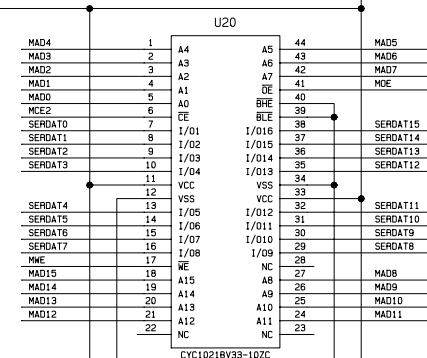 U20
MAD4 1 A4 A5 44 MAD5
MAD3 2 A3 A6 43 MAD6
MAD2 3 A2 A7 42 MAD7
MAD1 4 A1 OE 41 MOE
MAD0 5 A0 BHE 40
MCE2 6 CE BLE 39
SERDAT0 7 I/O1 I/O16 38 SERDAT15
SERDAT1 8 I/O2 I/O15 37 SERDAT14
SERDAT2 9 I/O3 I/O14 36 SERDAT13
SERDAT3 10 I/O4 I/O13 35 SERDAT12
11 VCC VSS 34
12 VSS VCC 33
SERDAT4 13 I/O5 I/O12 32 SERDAT11
SERDAT5 14 I/O6 I/O11 31 SERDAT10
SERDAT6 15 I/O7 I/O10 30 SERDAT9
SERDAT7 16 I/O8 I/O9 29 SERDAT8
MWE 17 WE NC 28
MAD15 18 A15 A8 27 MAD8
MAD14 19 A14 A9 26 MAD9
MAD13 20 A13 A10 25 MAD10
MAD12 21 A12 A11 24 MAD11
22 NC NC 23
CYC1021BV33-10ZC